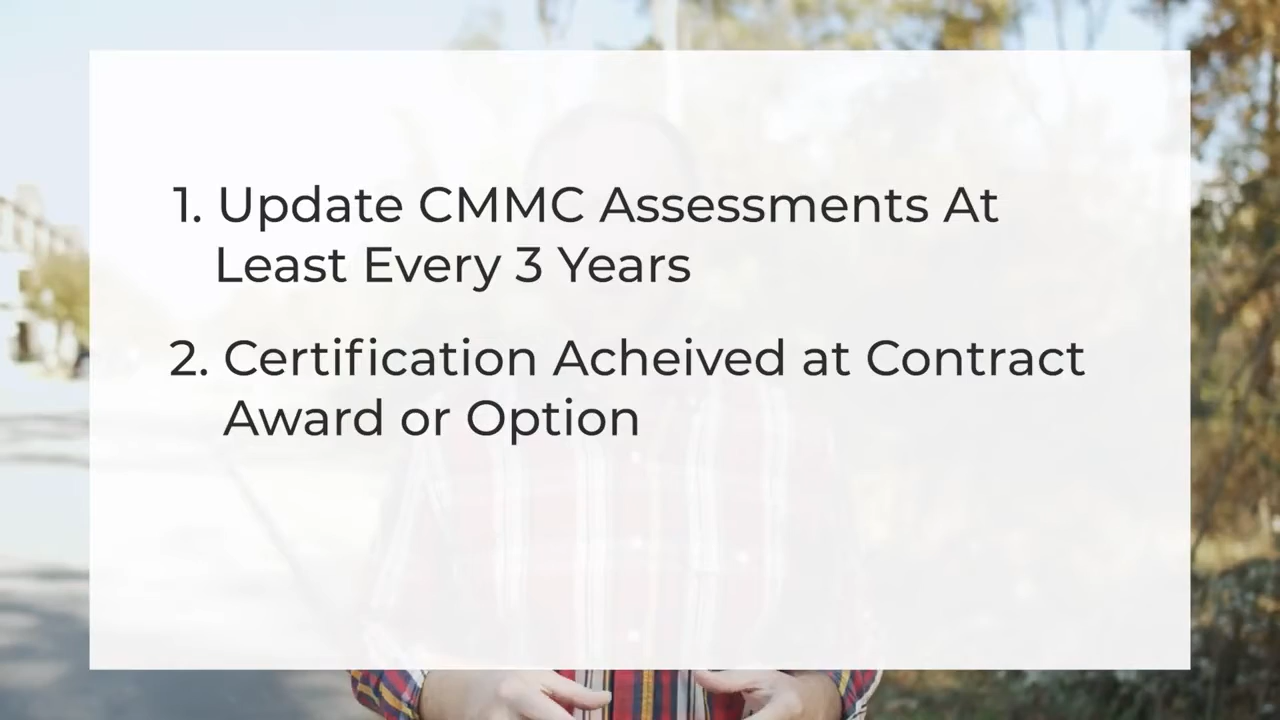 1. Update CMMC Assessments At
Least Every 3 Years
2. Certification Acheived at Contract
Award or Option